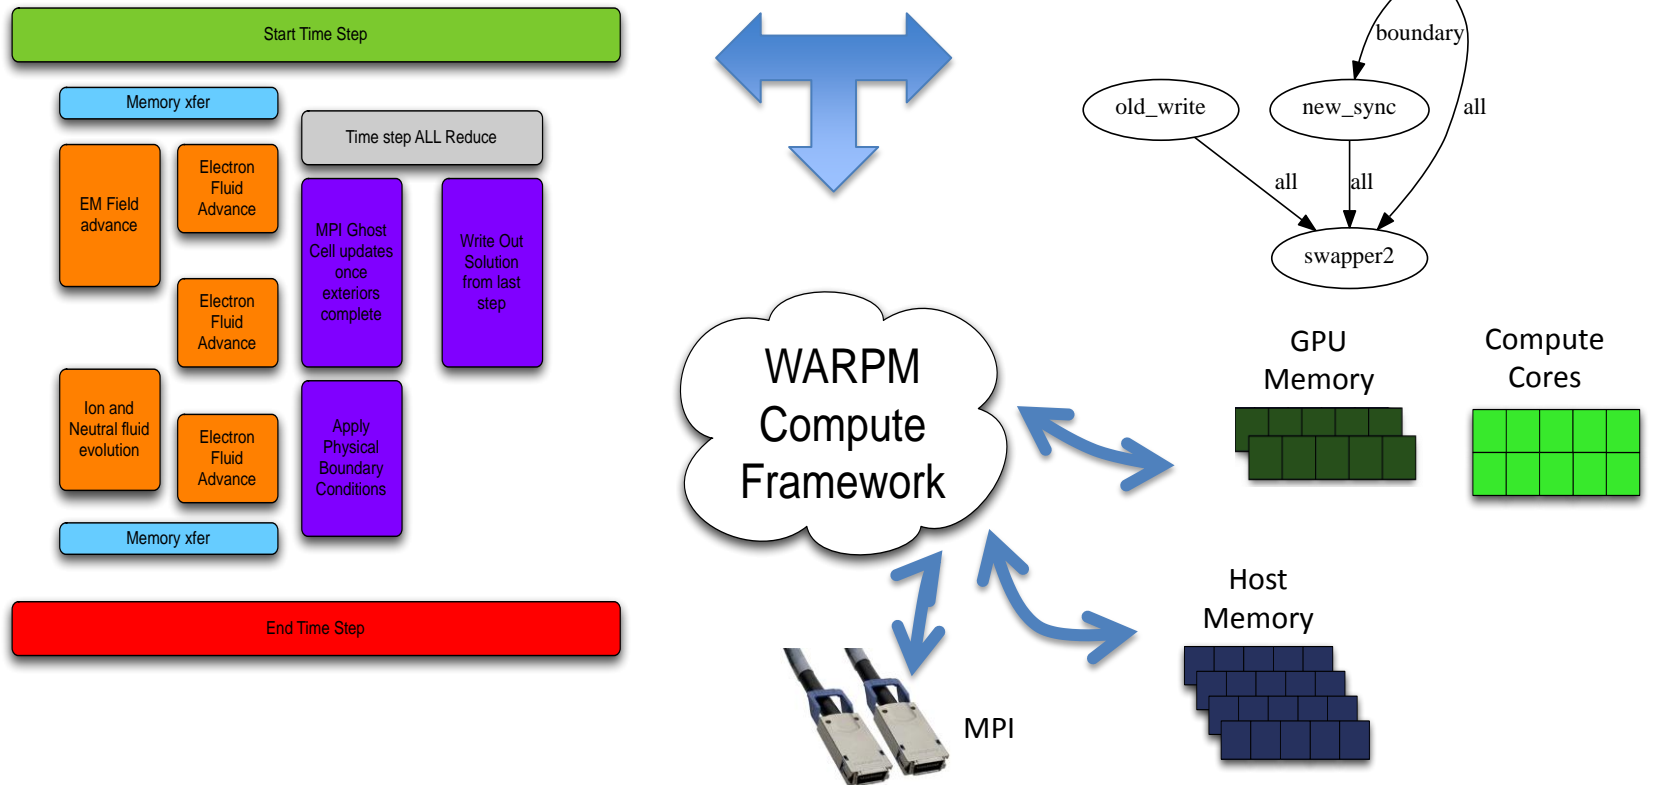 Start Time Step
Memory xfer
EM Field
advance
Electron
Fluid
Advance
Electron
Fluid
Advance
Ion and
Neutral fluid
evolution
Electron
Fluid
Advance
Memory xfer
Time step ALL Reduce
MPI Ghost
Cell updates
once
exteriors
complete
Write Out
Solution
from last
step
Apply
Physical
Boundary
Conditions
End Time Step
boundary
old_write
new_sync
all
all
all
swapper2
WARPM
Compute
Framework
GPU
Memory
Compute
Cores
Host
Memory
MPI